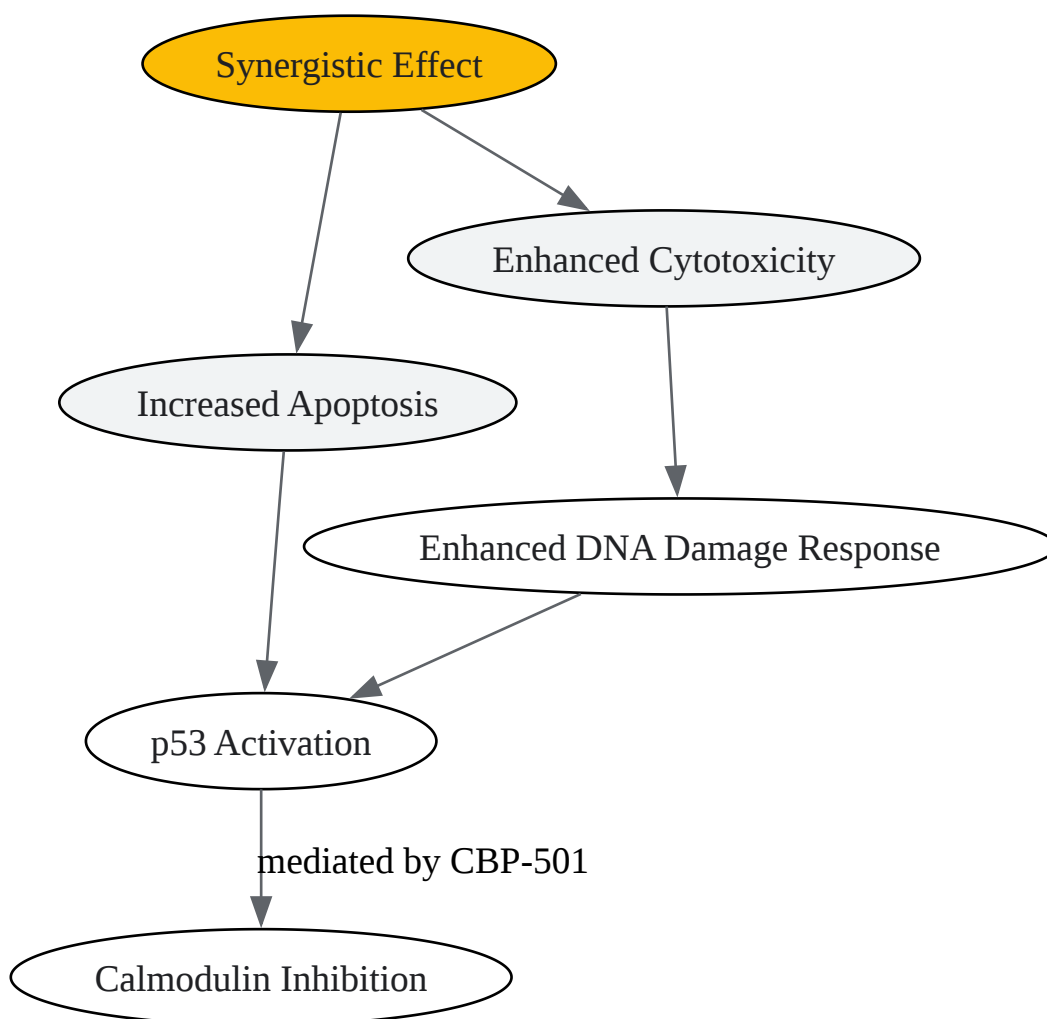 Synergistic Effect
Enhanced Cytotoxicity
Increased Apoptosis
Enhanced DNA Damage Response
p53 Activation
mediated by CBP-501
Calmodulin Inhibition